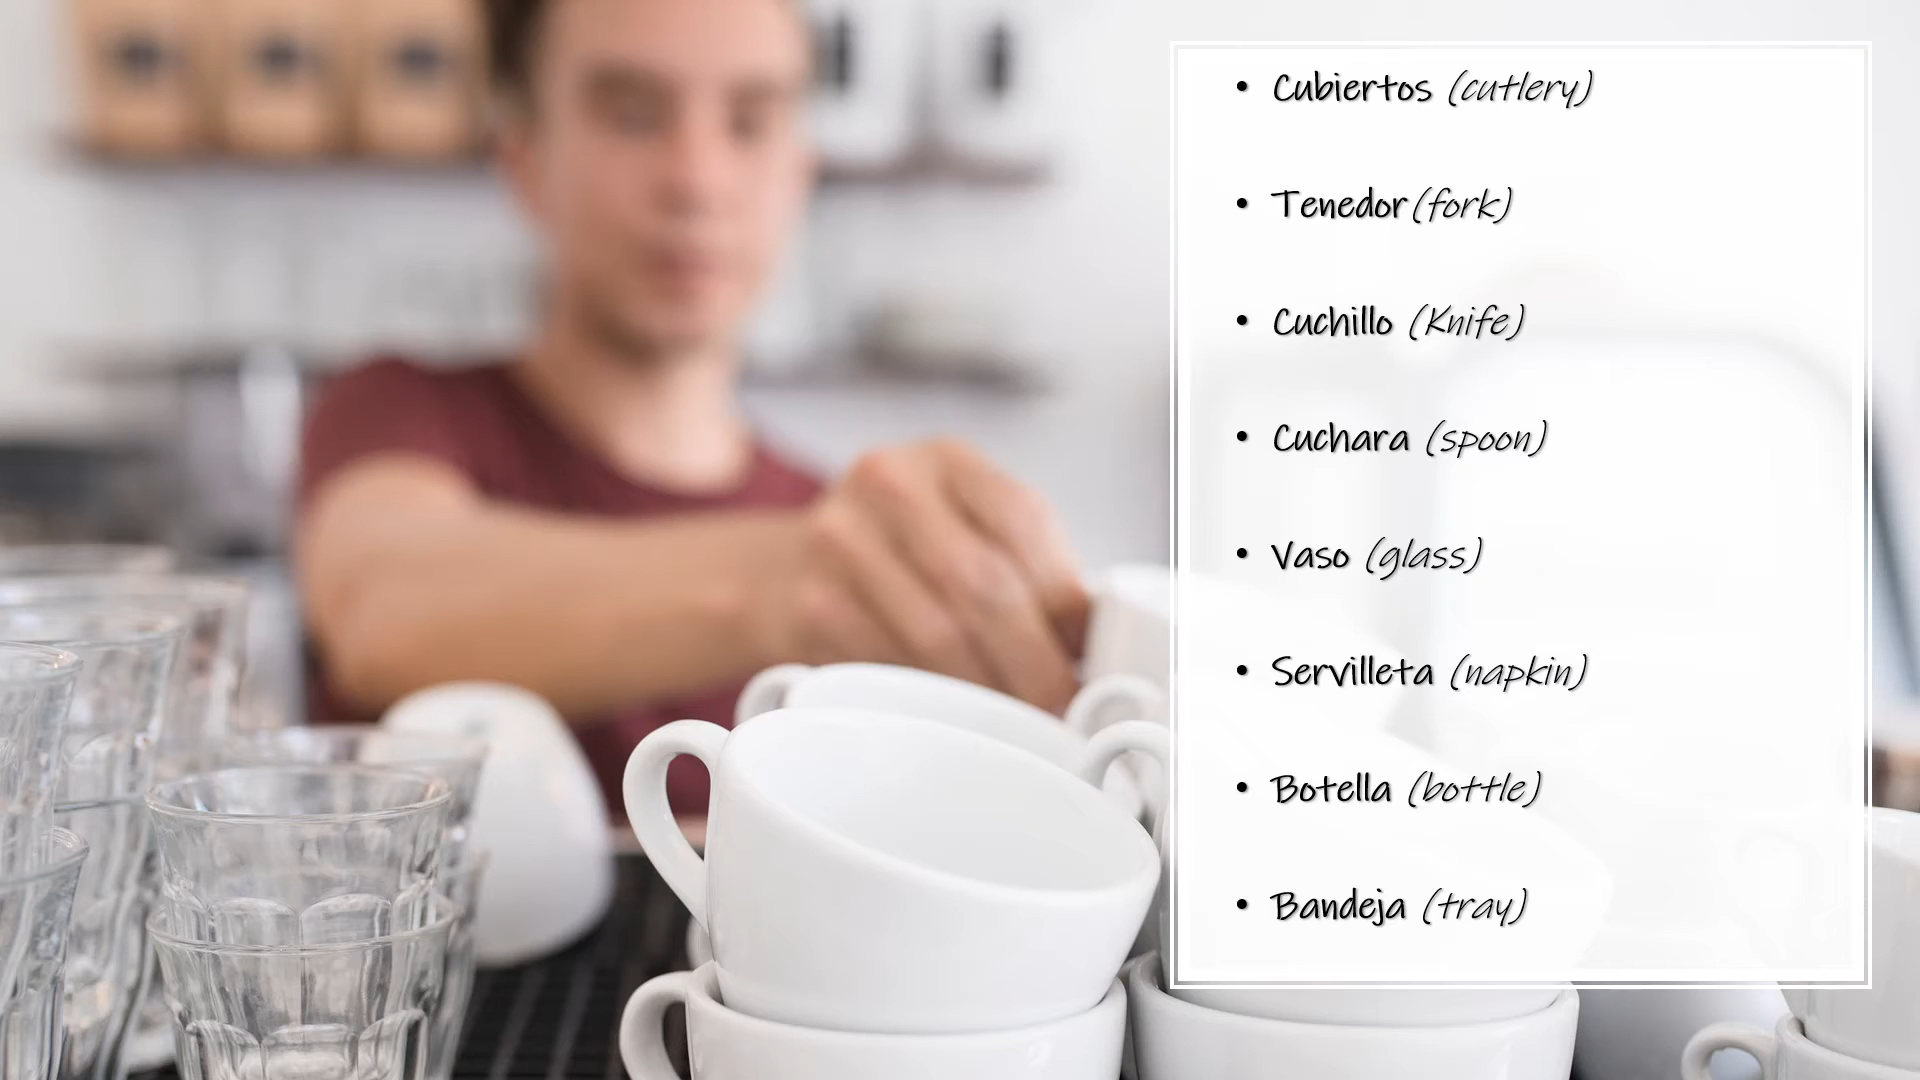 • Cubiertos (cutlery)
• Tenedor (fork)
• Cuchillo (Knife)
• Cuchara (spoon)
• Vaso (glass)
• Servilleta (napkin)
• Botella (bottle)
• Bandeja (tray)